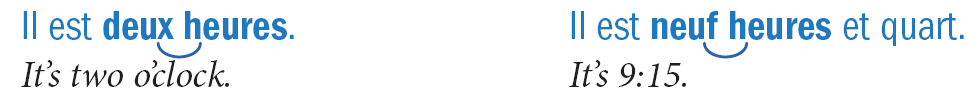 Il est deux heures.
It’s two o’clock.
Il est neuf heures et quart.
It’s 9:15.